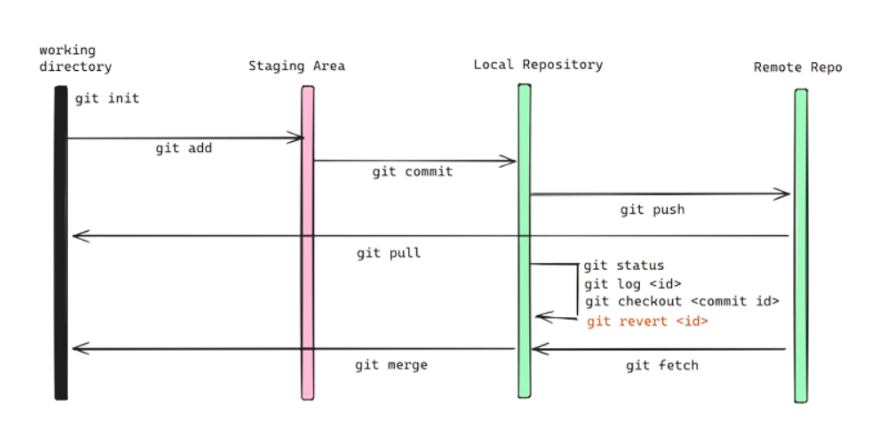 working
directory
Staging Area
Local Repository
Remote Repo
git init
git add
git commit
git push
git pull
git status
git log <id>
git checkout <commit id>
git revert <id>
git merge
git fetch